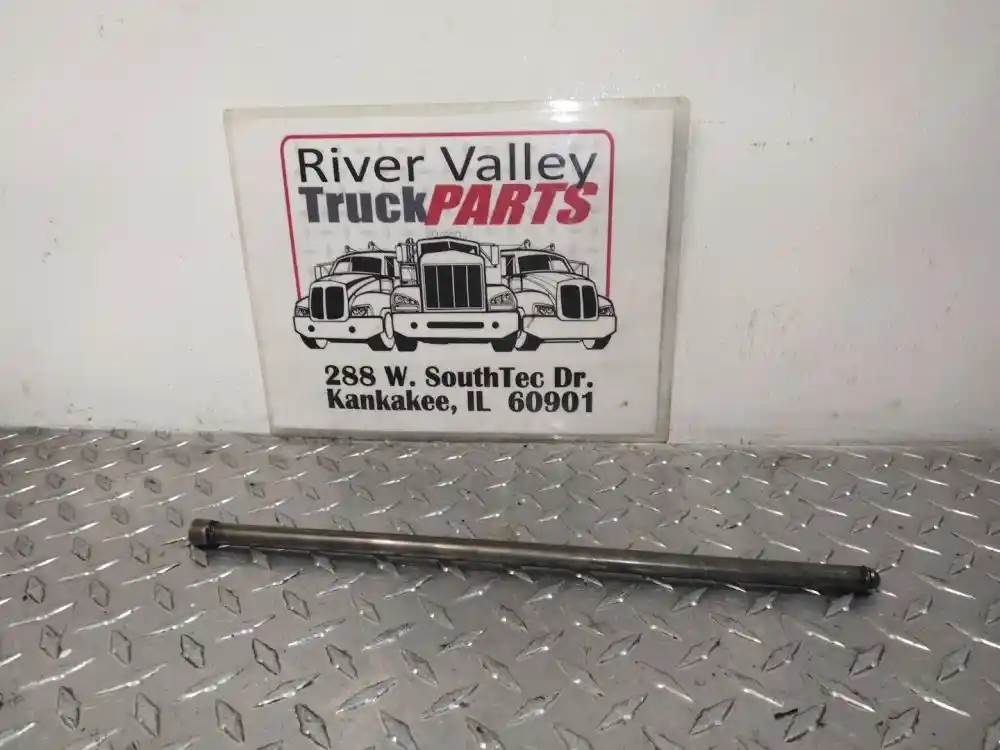 River Valley
TruckPARTS
288 W. SouthTec Dr.
Kankakee, IL 60901